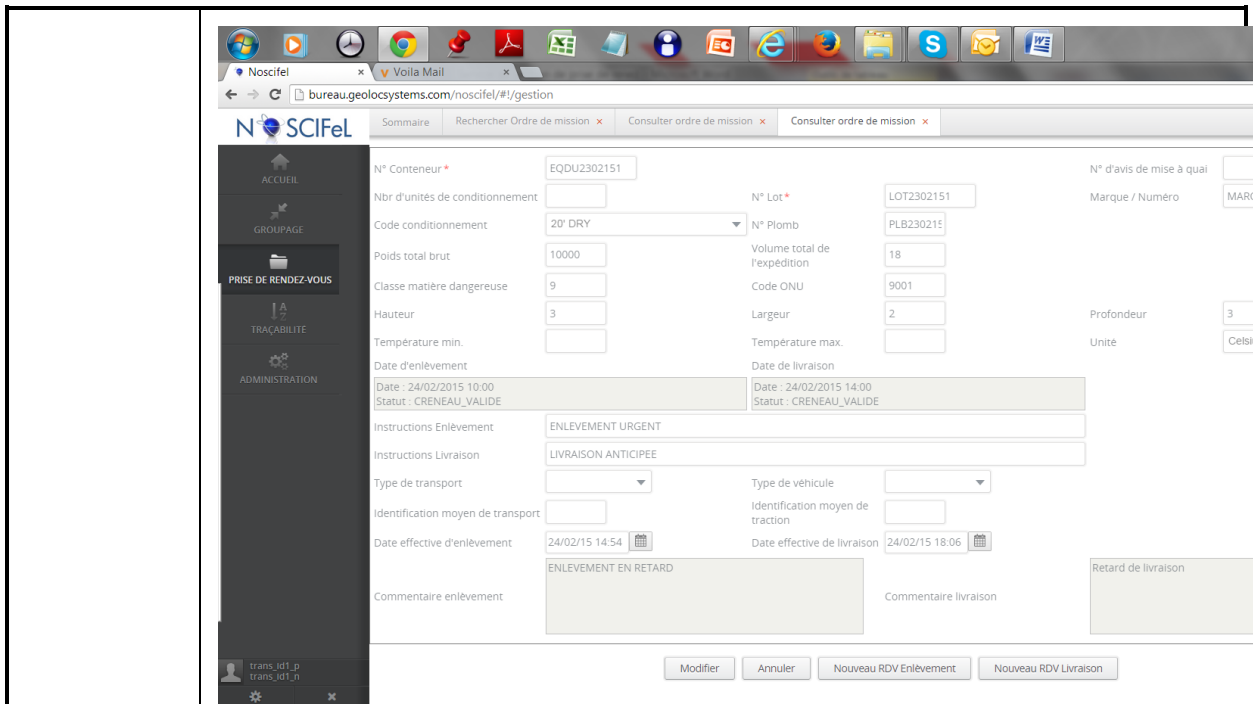 Noscifel ×
Voila Mail ×
bureau.geolocsystems.com/noscifel/#!/gestion
NOSCIFeL
Sommaire
Rechercher Ordre de mission ×
Consulter ordre de mission ×
Consulter ordre de mission ×
ACCUEIL
GROUPAGE
PRISE DE RENDEZ-VOUS
TRAÇABILITÉ
ADMINISTRATION
N° Conteneur* EQDU2302151 N° d'avis de mise à quai
Nbr d'unités de conditionnement N° Lot* LOT2302151 Marque / Numéro MARC
Code conditionnement 20' DRY N° Plomb PLB230215
Poids total brut 10000 Volume total de
l'expédition 18
Classe matière dangereuse 9 Code ONU 9001
Hauteur 3 Largeur 2 Profondeur 3
Température min. Température max. Unité Celsi
Date d'enlèvement Date de livraison
Date : 24/02/2015 10:00 Date : 24/02/2015 14:00
Statut : CRENEAU_VALIDE Statut : CRENEAU_VALIDE
Instructions Enlèvement ENLEVEMENT URGENT
Instructions Livraison LIVRAISON ANTICIPEE
Type de transport Type de véhicule
Identification moyen de transport Identification moyen de
traction
Date effective d'enlèvement 24/02/15 14:54 Date effective de livraison 24/02/15 18:06
Commentaire enlèvement ENLEVEMENT EN RETARD Commentaire livraison Retard de livraison
Modifier Annuler Nouveau RDV Enlèvement Nouveau RDV Livraison
trans_id1_p
trans_id1_n